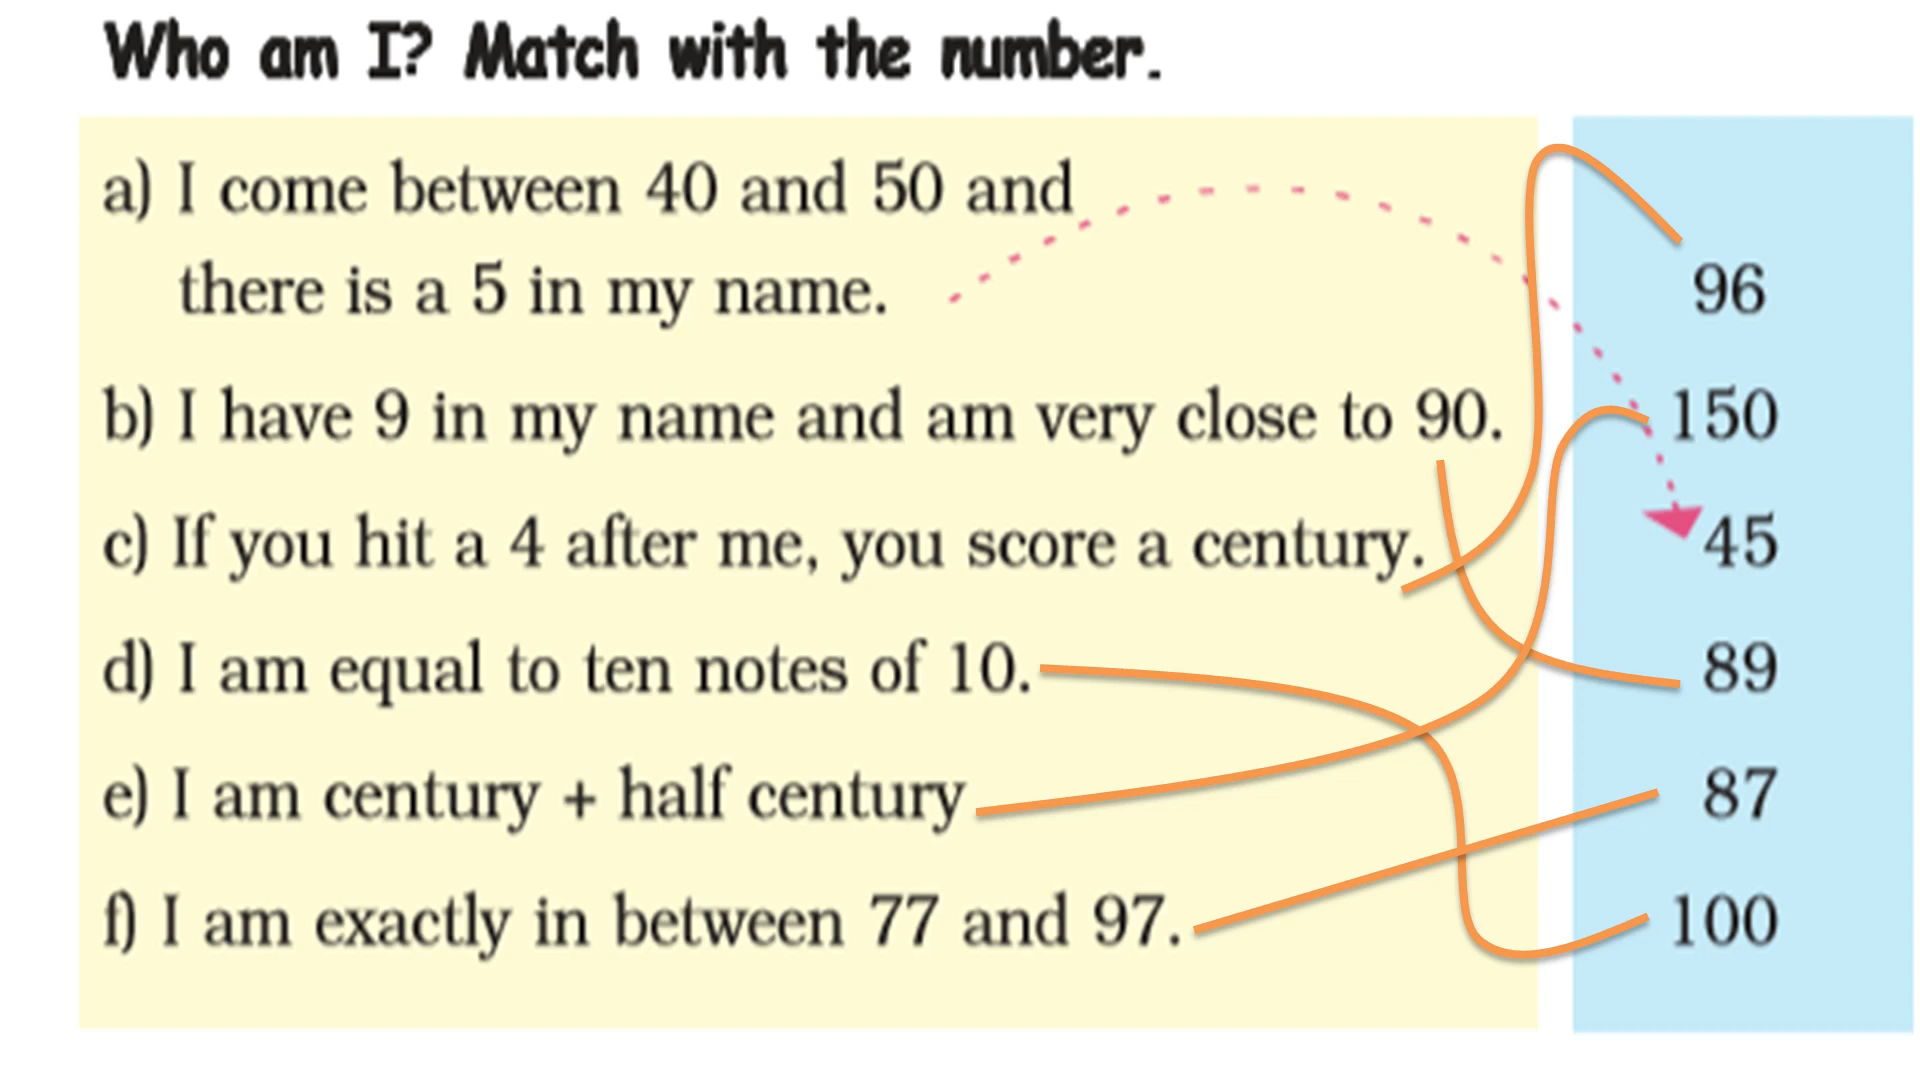 Who am I? Match with the number.
a) I come between 40 and 50 and
there is a 5 in my name.
96
b) I have 9 in my name and am very close to 90.
150
c) If you hit a 4 after me, you score a century.
45
d) I am equal to ten notes of 10.
89
e) I am century + half century
87
f) I am exactly in between 77 and 97.
100